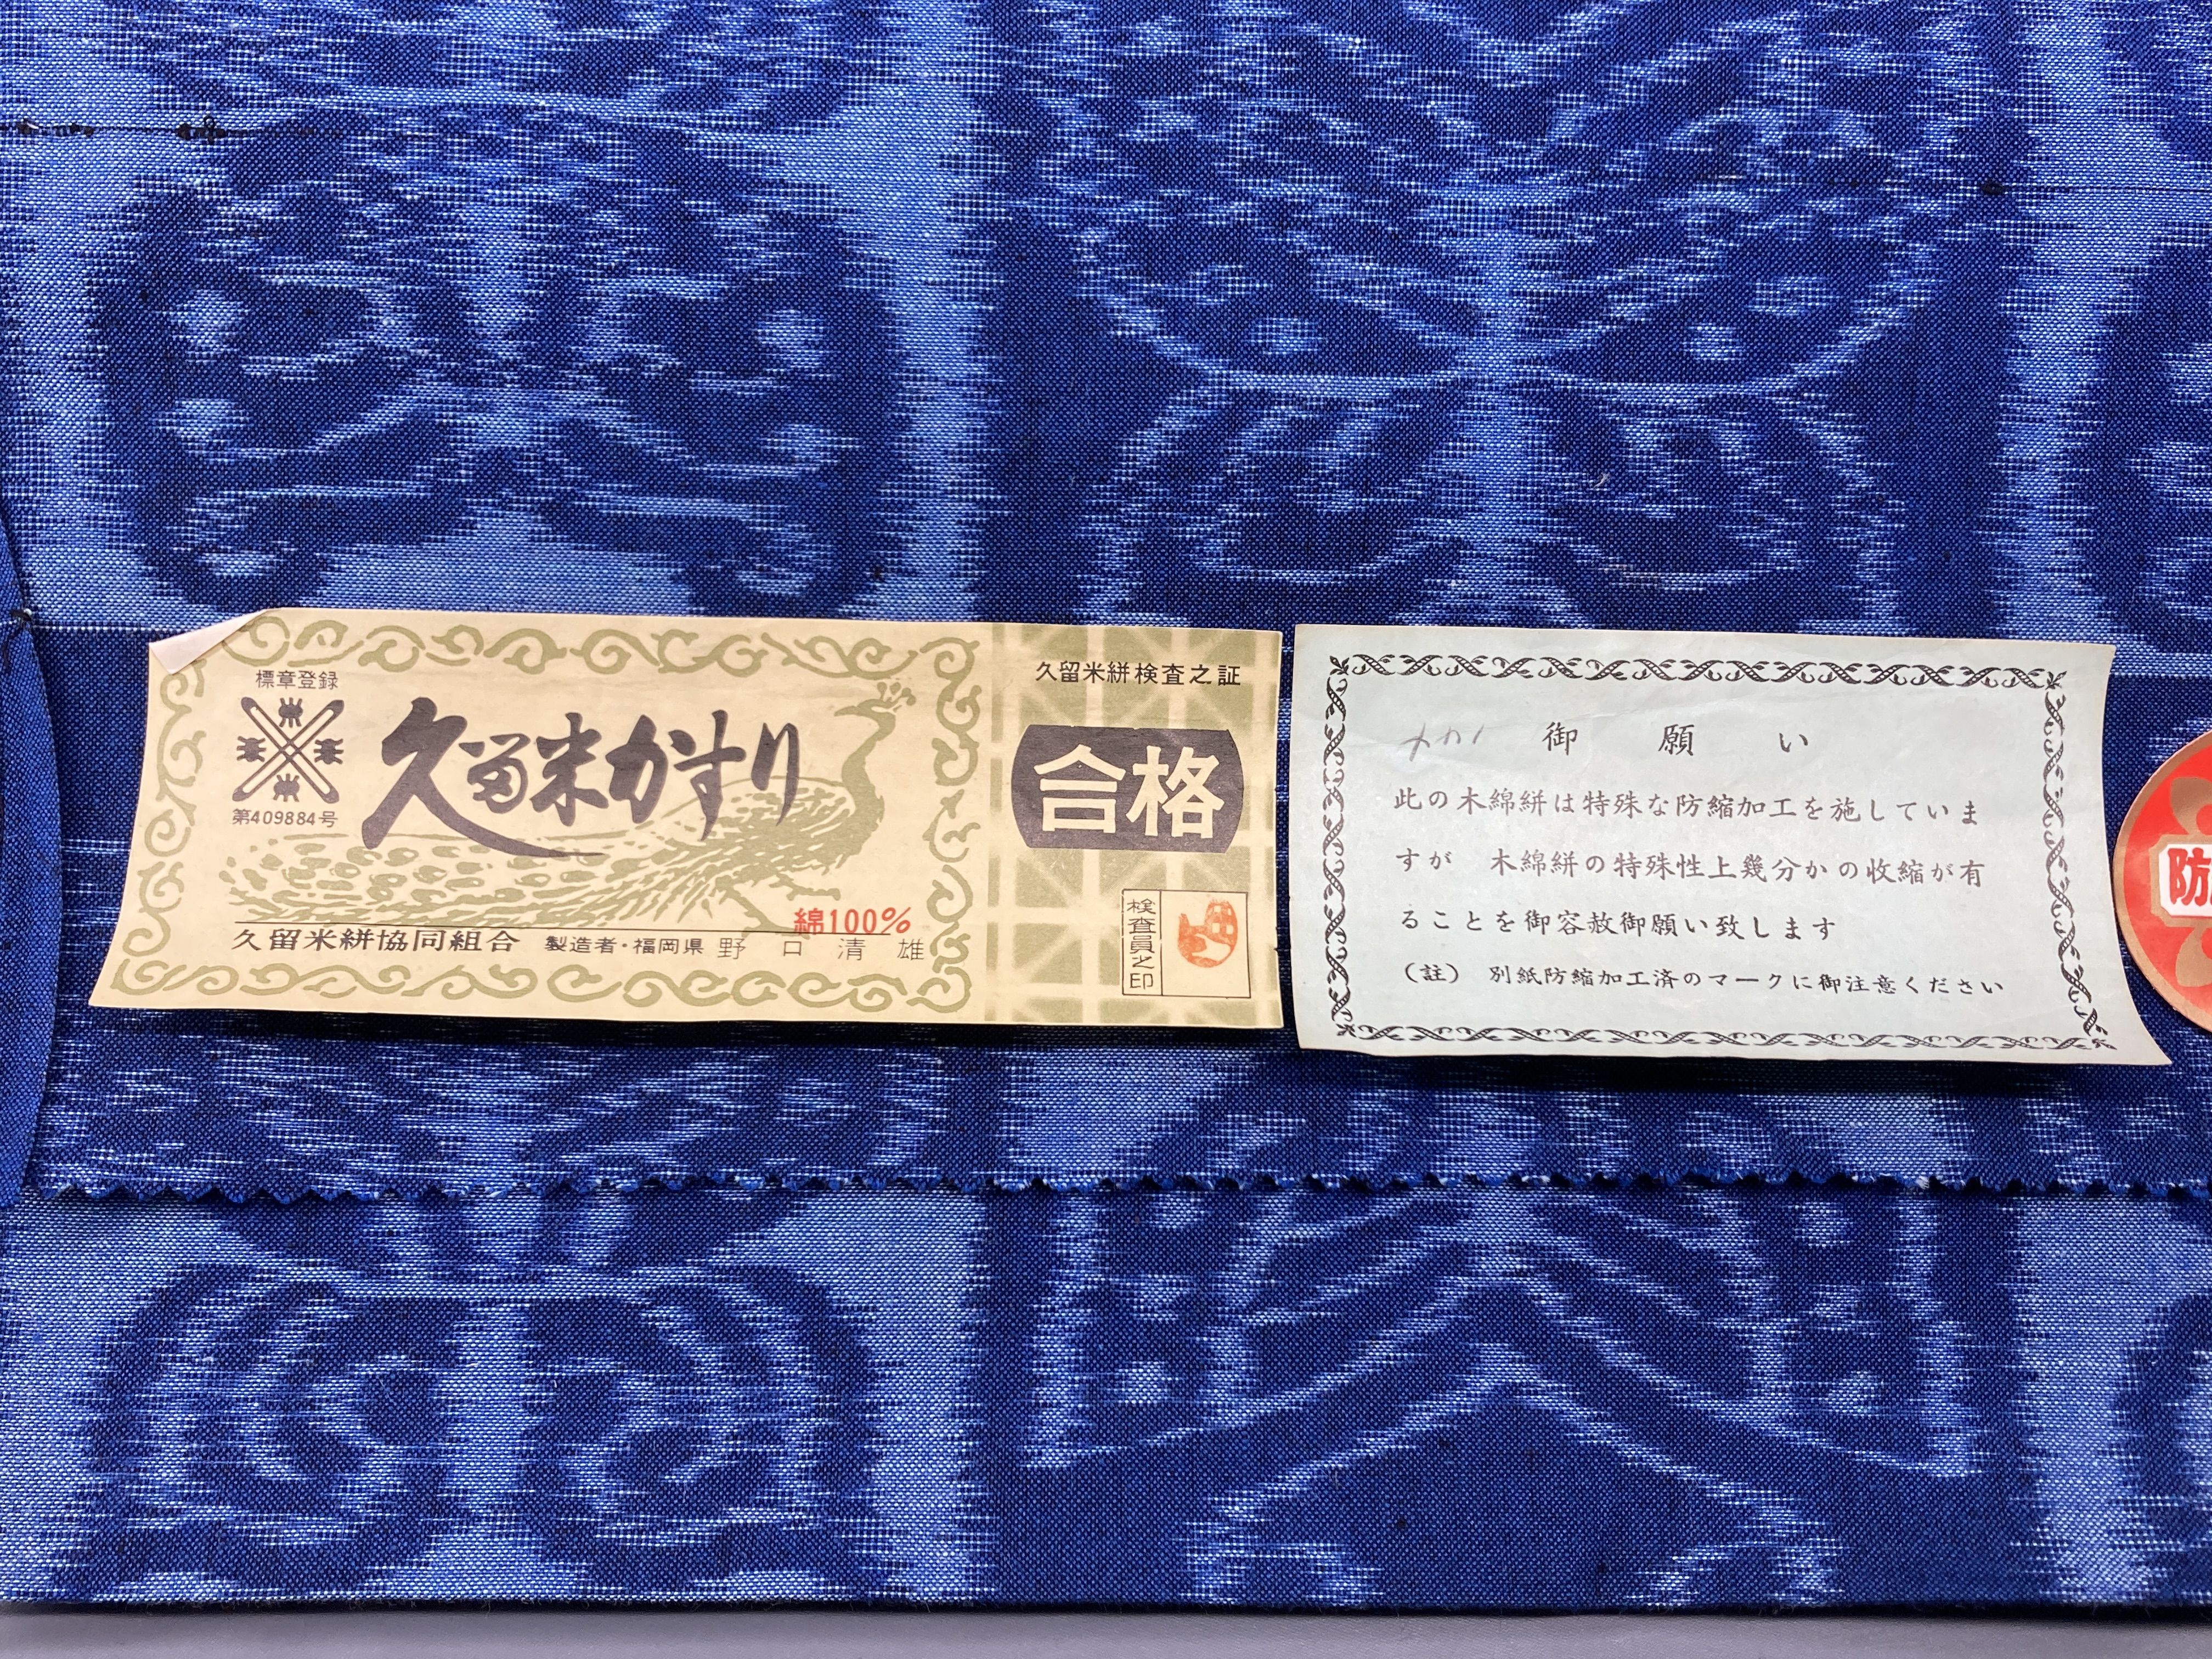 標章登録
第409884号
久留米かすり
綿100%
久留米絣協同組合 製造者・福岡県 野口清雄
久留米絣検査之証
合格
検査員之印
御願い
此の木綿絣は特殊な防縮加工を施していま
すが 木綿絣の特殊性上幾分かの収縮が有
ることを御容赦御願い致します
(註) 別紙防縮加工済のマークに御注意ください
防